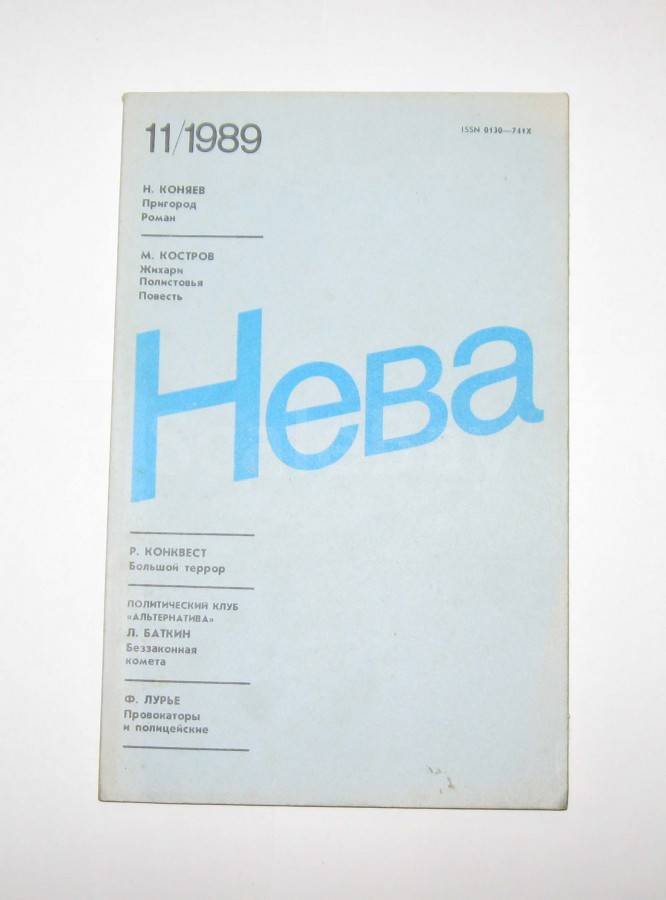 11/1989
ISSN 0130—741X
Н. КОНЯЕВ
Пригород
Роман
М. КОСТРОВ
Жихари
Полистовья
Повесть
Нева
Р. КОНКВЕСТ
Большой террор
ПОЛИТИЧЕСКИЙ КЛУБ
«АЛЬТЕРНАТИВА»
Л. БАТКИН
Беззаконная
комета
Ф. ЛУРЬЕ
Провокаторы
и полицейские